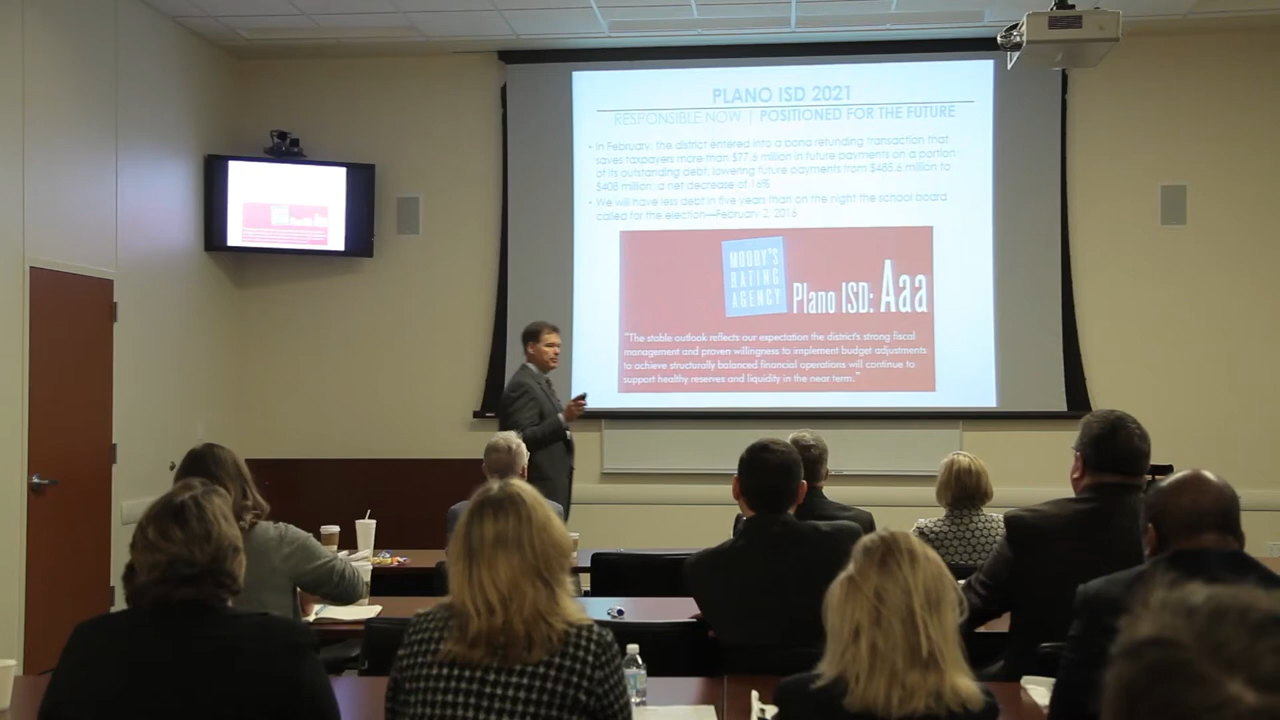 PLANO ISD 2021
RESPONSIBLE NOW | POSITIONED FOR THE FUTURE
• In February, the district entered into a bond refunding transaction that
saves taxpayers more than $77.6 million in future payments on a portion
of its outstanding debt, lowering future payments from $485.6 million to
$408 million; a net decrease of 16%
• We will have less debt in five years than on the night the school board
called for the election—February 2, 2016
MOODY'S
RATING
AGENCY
Plano ISD: Aaa
"The stable outlook reflects our expectation the district's strong fiscal
management and proven willingness to implement budget adjustments
to achieve structurally balanced financial operations will continue to
support healthy reserves and liquidity in the near term."